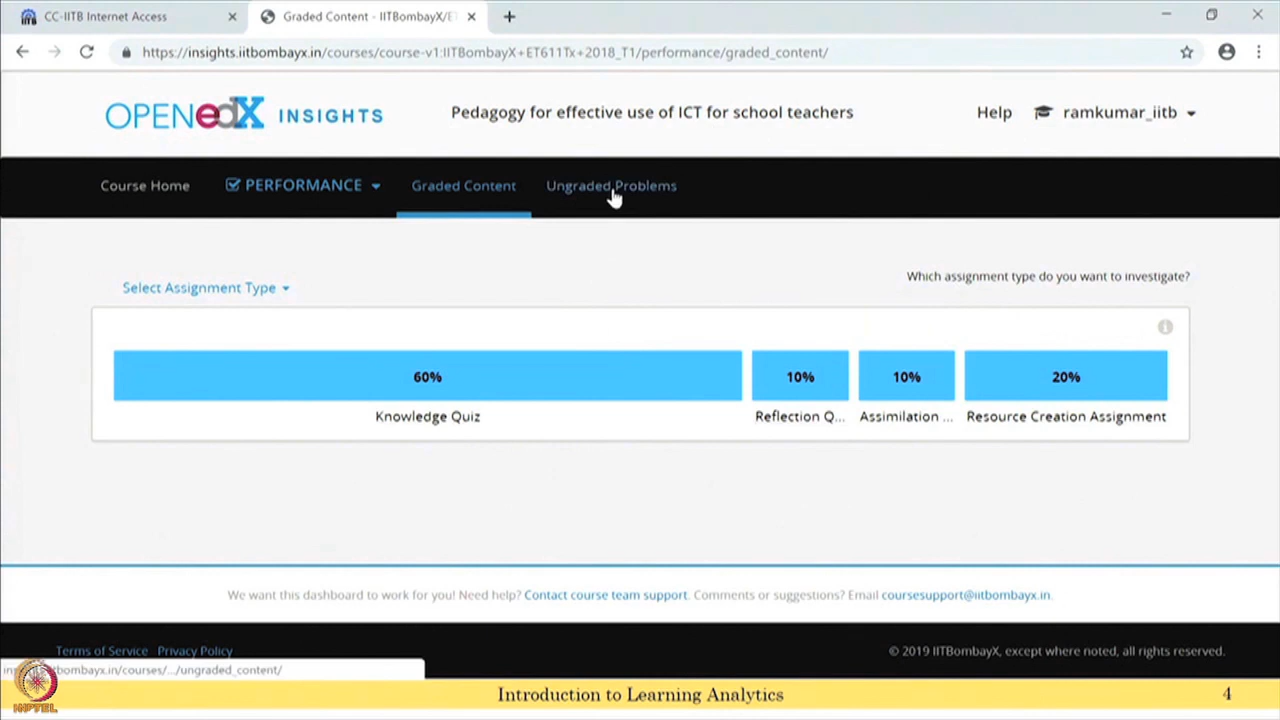 CC-IITB Internet Access
Graded Content - IITBombayX/ET
https://insights.iitbombayx.in/courses/course-v1:IITBombayX+ET611Tx+2018_T1/performance/graded_content/
OPENedX INSIGHTS
Pedagogy for effective use of ICT for school teachers
Help
ramkumar_iitb
Course Home
PERFORMANCE
Graded Content
Ungraded Problems
Select Assignment Type
Which assignment type do you want to investigate?
60% 10% 10% 20%
Knowledge Quiz Reflection Q... Assimilation ... Resource Creation Assignment
We want this dashboard to work for you! Need help? Contact course team support. Comments or suggestions? Email coursesupport@iitbombayx.in.
Terms of Service Privacy Policy
© 2019 IITBombayX, except where noted, all rights reserved.
bombayx.in/courses/.../ungraded_content/
NPTEL
Introduction to Learning Analytics
4